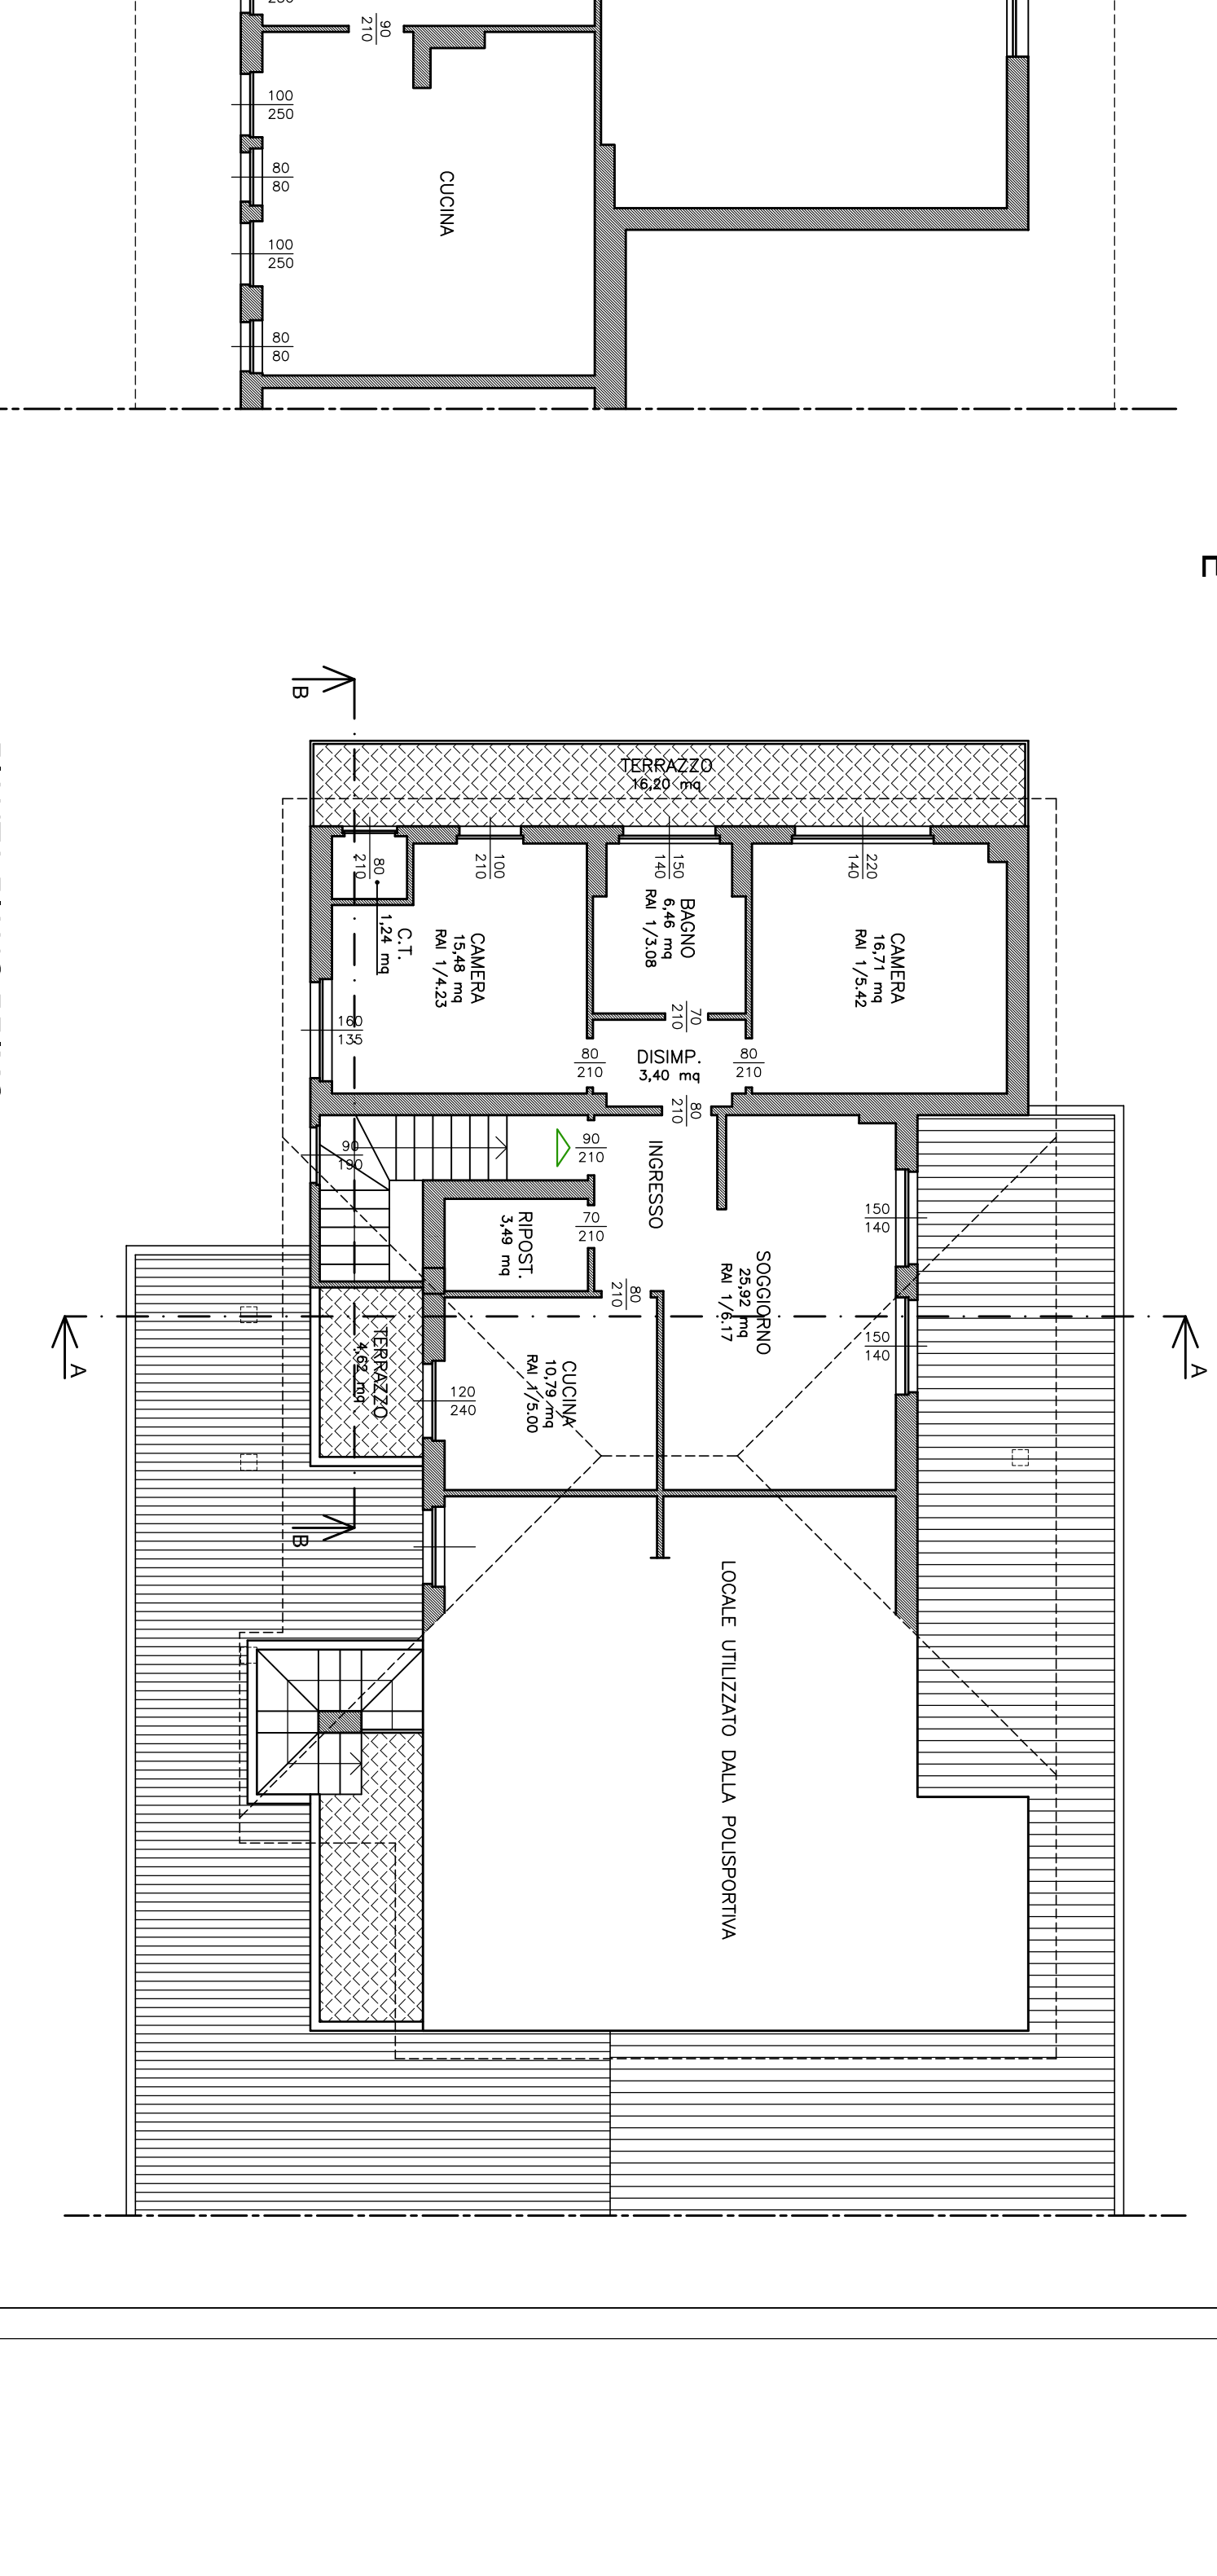 90
210
100
250
80
80
CUCINA
100
250
80
80
B
TERRAZZO
16,20 mq
80
210
100
210
150
140
220
140
C.T.
1,24 mq
CAMERA
15,48 mq
RAI 1/4.23
BAGNO
6,46 mq
RAI 1/3.08
CAMERA
16,71 mq
RAI 1/5.42
70
210
160
135
80
210
DISIMP.
3,40 mq
80
210
80
210
90
190
90
210
INGRESSO
RIPOST.
3,49 mq
70
210
150
140
80
210
SOGGIORNO
25,92 mq
RAI 1/6.17
150
140
A
A
TERRAZZO
4,62 mq
120
240
CUCINA
10,79 mq
RAI 1/5.00
B
LOCALE UTILIZZATO DALLA POLISPORTIVA